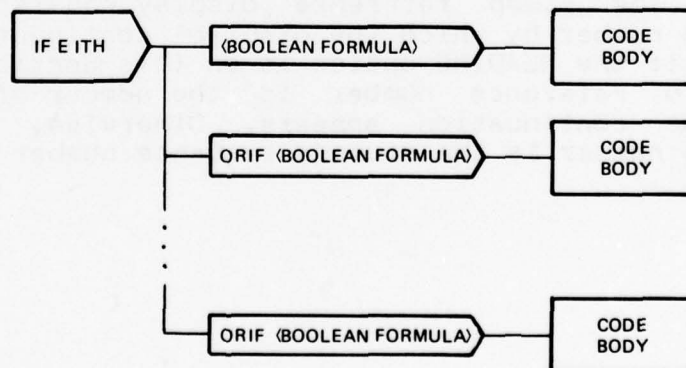 IF EITH
⟨BOOLEAN FORMULA⟩
CODE
BODY
ORIF ⟨BOOLEAN FORMULA⟩
CODE
BODY
ORIF ⟨BOOLEAN FORMULA⟩
CODE
BODY